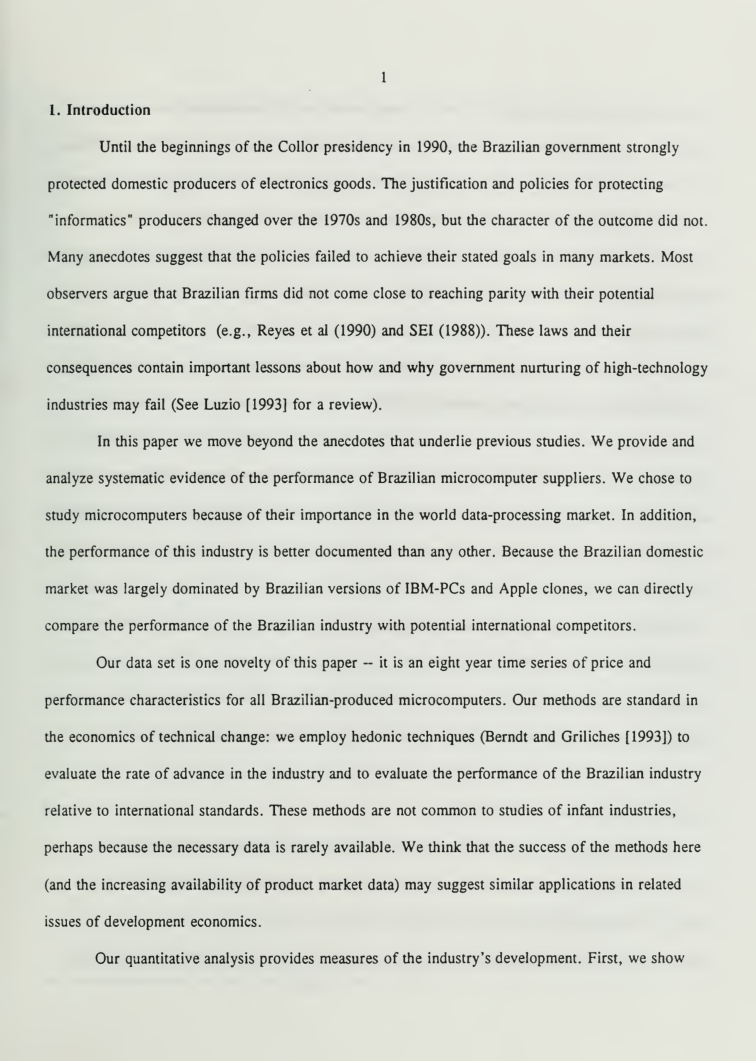 1
1. Introduction
Until the beginnings of the Collor presidency in 1990, the Brazilian government strongly
protected domestic producers of electronics goods. The justification and policies for protecting
"informatics" producers changed over the 1970s and 1980s, but the character of the outcome did not.
Many anecdotes suggest that the policies failed to achieve their stated goals in many markets. Most
observers argue that Brazilian firms did not come close to reaching parity with their potential
international competitors (e.g., Reyes et al (1990) and SEI (1988)). These laws and their
consequences contain important lessons about how and why government nurturing of high-technology
industries may fail (See Luzio [1993] for a review).
In this paper we move beyond the anecdotes that underlie previous studies. We provide and
analyze systematic evidence of the performance of Brazilian microcomputer suppliers. We chose to
study microcomputers because of their importance in the world data-processing market. In addition,
the performance of this industry is better documented than any other. Because the Brazilian domestic
market was largely dominated by Brazilian versions of IBM-PCs and Apple clones, we can directly
compare the performance of the Brazilian industry with potential international competitors.
Our data set is one novelty of this paper -- it is an eight year time series of price and
performance characteristics for all Brazilian-produced microcomputers. Our methods are standard in
the economics of technical change: we employ hedonic techniques (Berndt and Griliches [1993]) to
evaluate the rate of advance in the industry and to evaluate the performance of the Brazilian industry
relative to international standards. These methods are not common to studies of infant industries,
perhaps because the necessary data is rarely available. We think that the success of the methods here
(and the increasing availability of product market data) may suggest similar applications in related
issues of development economics.
Our quantitative analysis provides measures of the industry's development. First, we show